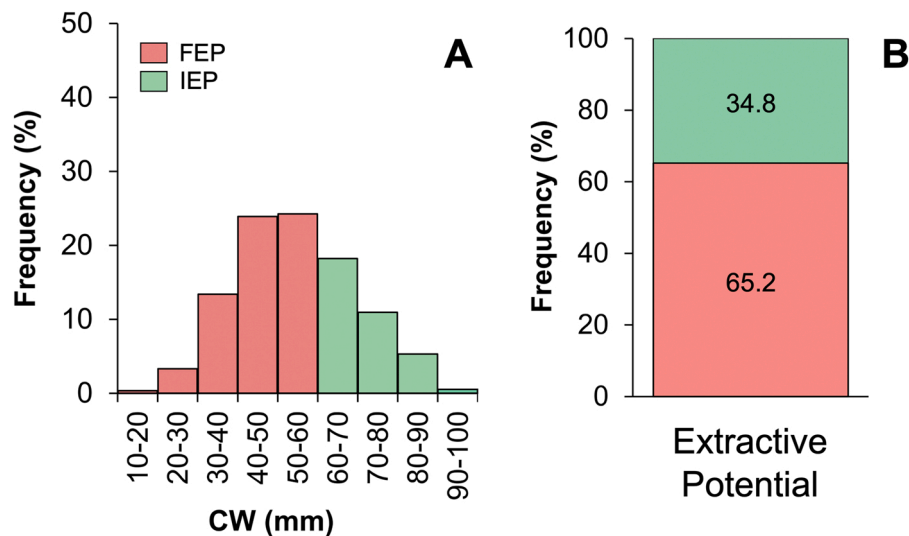 A
FEP
IEP
Frequency (%)
50
40
30
20
10
0
10-20
20-30
30-40
40-50
50-60
60-70
70-80
80-90
90-100
CW (mm)
B
Frequency (%)
100
80
60
40
20
0
34.8
65.2
Extractive
Potential